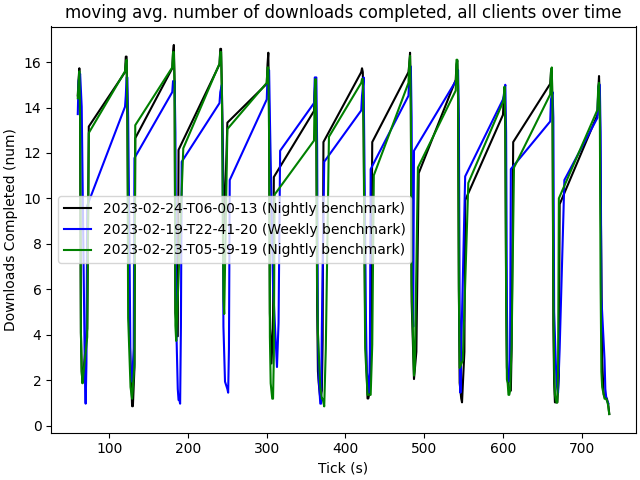 moving avg. number of downloads completed, all clients over time
Downloads Completed (num)
16
14
12
10
8
6
4
2
0
2023-02-24-T06-00-13 (Nightly benchmark)
2023-02-19-T22-41-20 (Weekly benchmark)
2023-02-23-T05-59-19 (Nightly benchmark)
100 200 300 400 500 600 700
Tick (s)